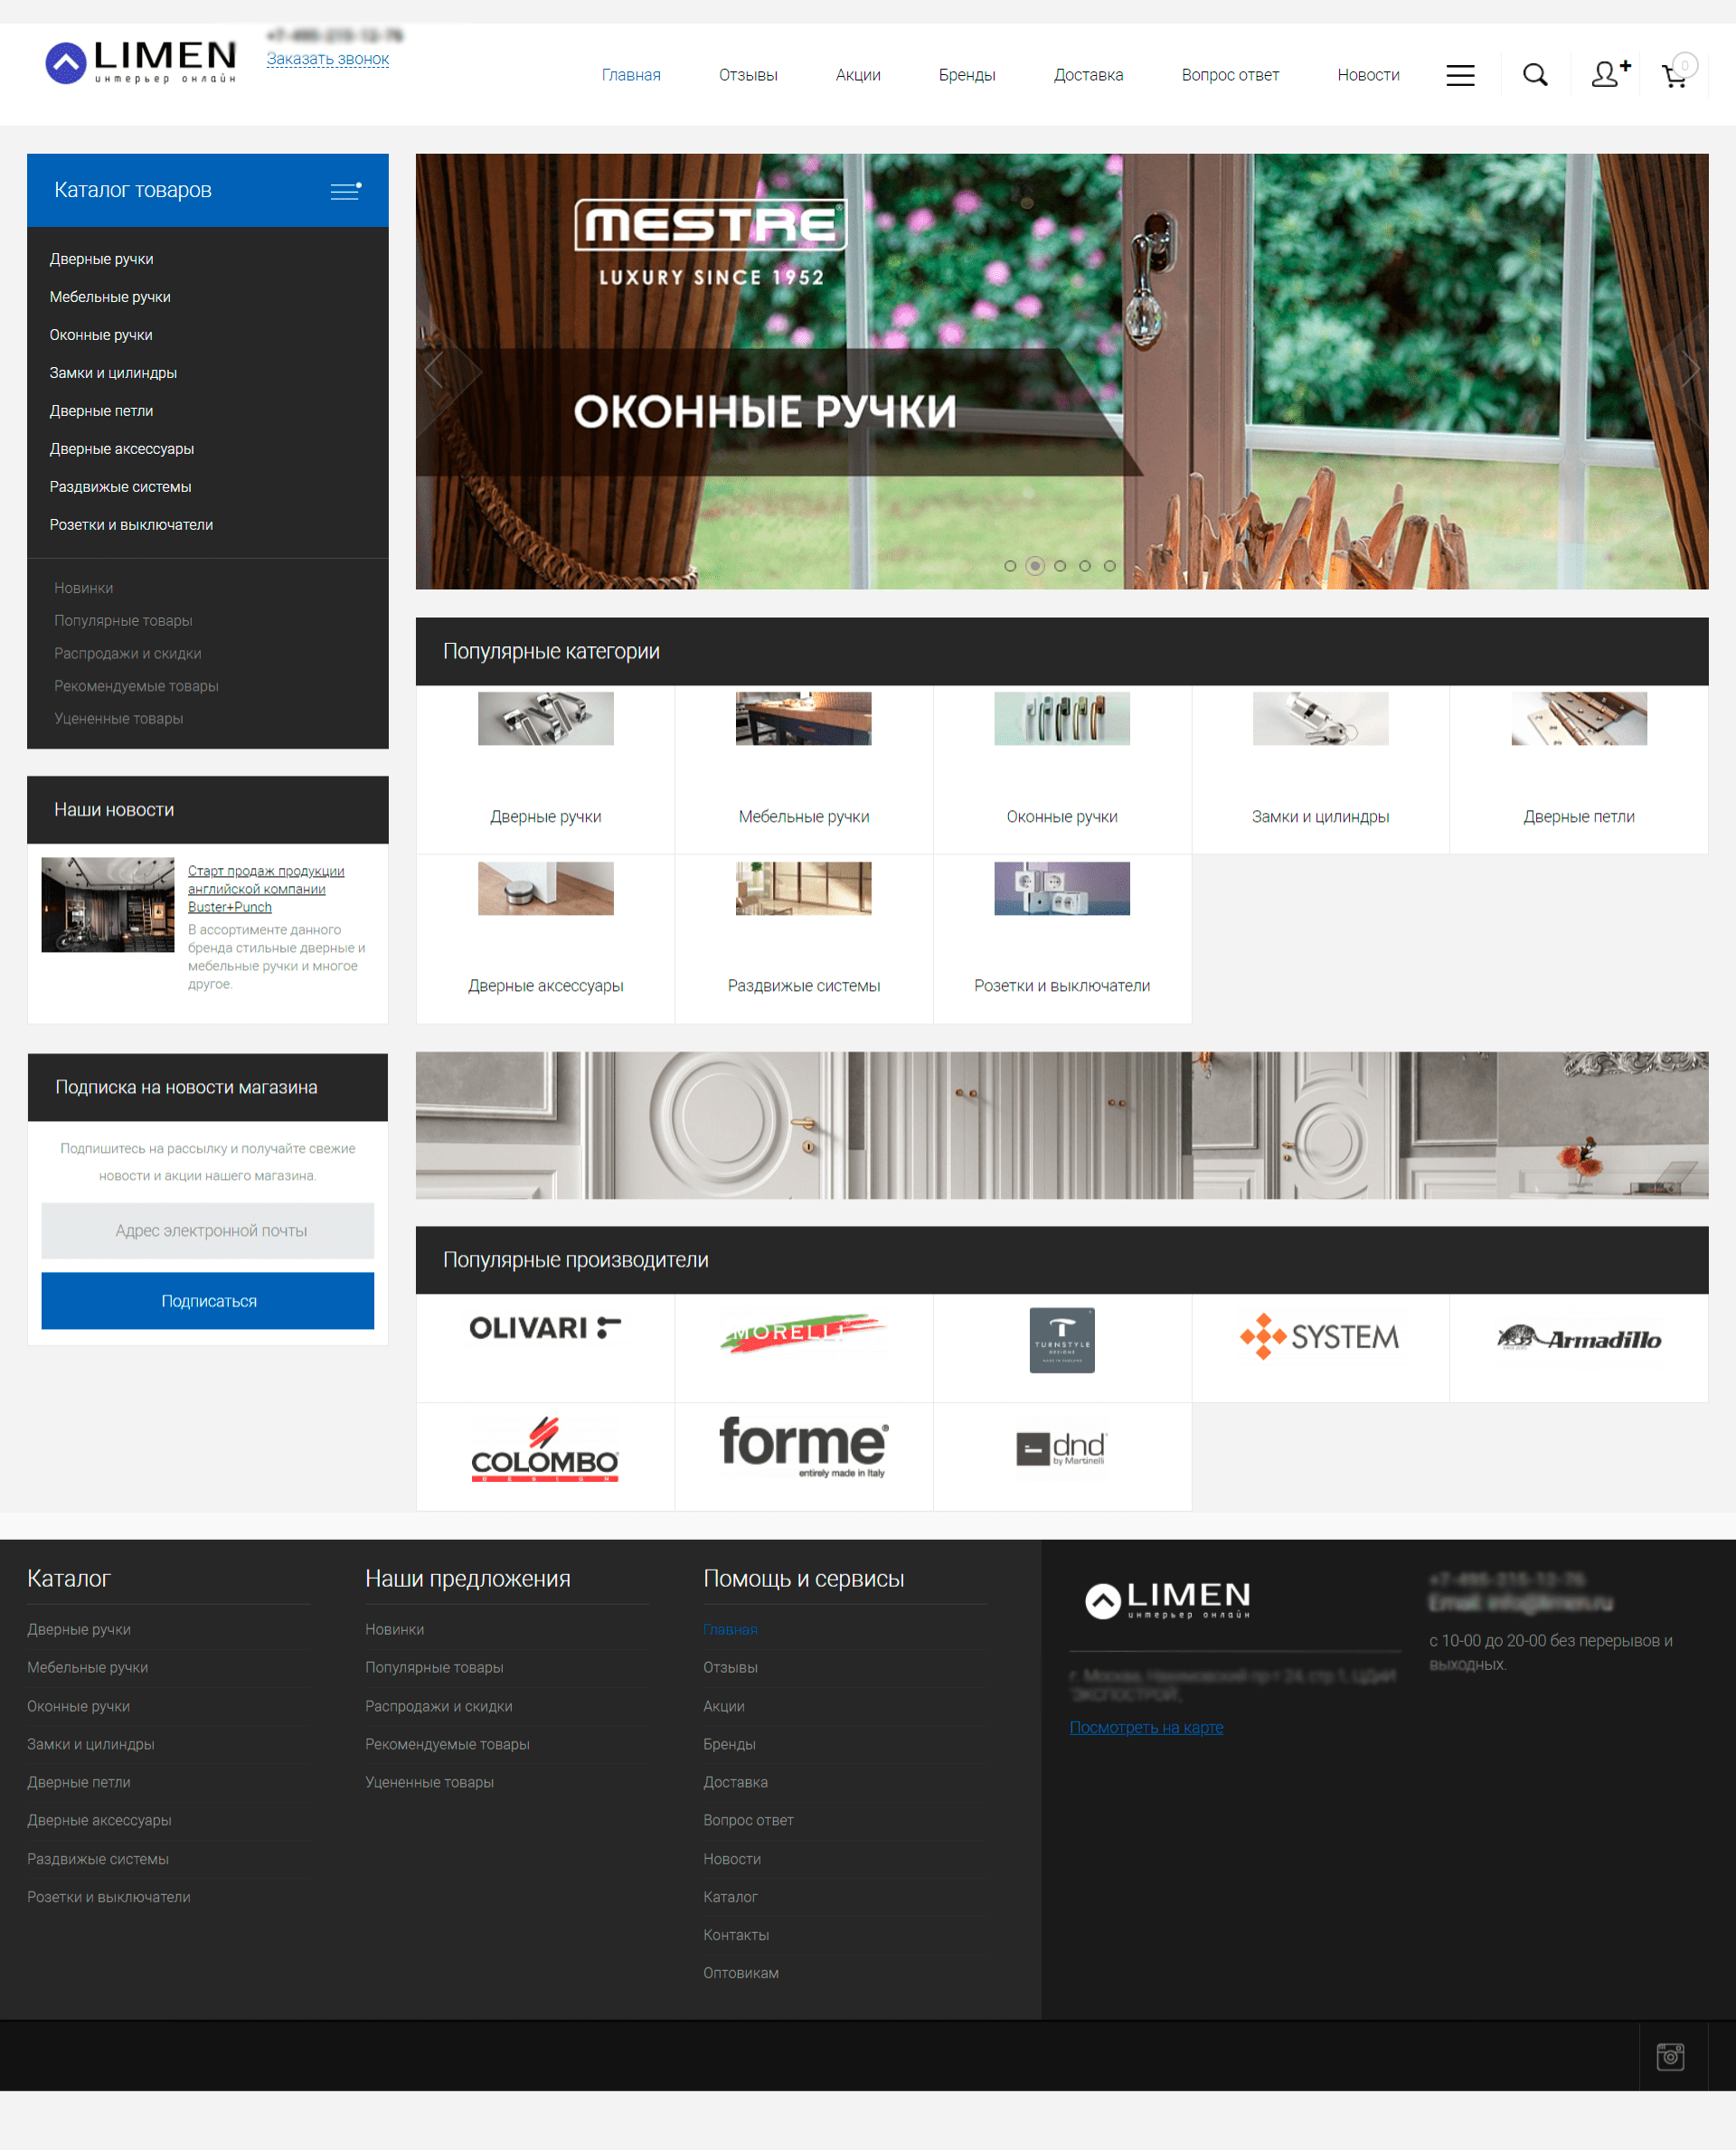 LIMEN
интерьер онлайн
Заказать звонок
Главная
Отзывы
Акции
Бренды
Доставка
Вопрос ответ
Новости
0
Каталог товаров
Дверные ручки
Мебельные ручки
Оконные ручки
Замки и цилиндры
Дверные петли
Дверные аксессуары
Раздвижые системы
Розетки и выключатели
Новинки
Популярные товары
Распродажи и скидки
Рекомендуемые товары
Уцененные товары
MESTRE®
LUXURY SINCE 1952
ОКОННЫЕ РУЧКИ
Наши новости
Старт продаж продукции
английской компании
Buster+Punch
В ассортименте данного
бренда стильные дверные и
мебельные ручки и многое
другое.
Подписка на новости магазина
Подпишитесь на рассылку и получайте свежие
новости и акции нашего магазина.
Адрес электронной почты
Подписаться
Популярные категории
Дверные ручки
Мебельные ручки
Оконные ручки
Замки и цилиндры
Дверные петли
Дверные аксессуары
Раздвижые системы
Розетки и выключатели
Популярные производители
OLIVARI
MORELLI®
TURNSTYLE
DESIGNS
MADE IN ENGLAND
SYSTEM
Armadillo
COLOMBO®
DESIGN
forme®
entirely made in Italy
dnd®
by Martinelli
Каталог
Дверные ручки
Мебельные ручки
Оконные ручки
Замки и цилиндры
Дверные петли
Дверные аксессуары
Раздвижые системы
Розетки и выключатели
Наши предложения
Новинки
Популярные товары
Распродажи и скидки
Рекомендуемые товары
Уцененные товары
Помощь и сервисы
Главная
Отзывы
Акции
Бренды
Доставка
Вопрос ответ
Новости
Каталог
Контакты
Оптовикам
LIMEN
интерьер онлайн
Посмотреть на карте
с 10-00 до 20-00 без перерывов и
выходных.